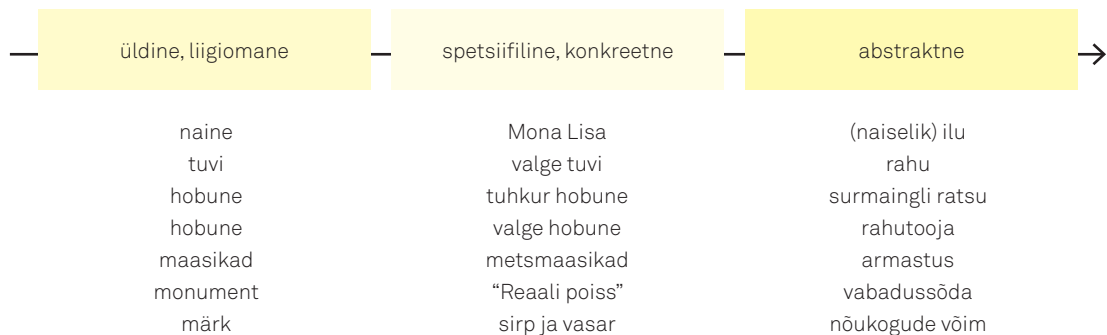 üldine, liigiomane spetsiifiline, konkreetne abstraktne
naine Mona Lisa (naiselik) ilu
tuvi valge tuvi rahu
hobune tuhkur hobune surmaingli ratsu
hobune valge hobune rahutooja
maasikad metsmaasikad armastus
monument “Reaali poiss” vabadussõda
märk sirp ja vasar nõukogude võim